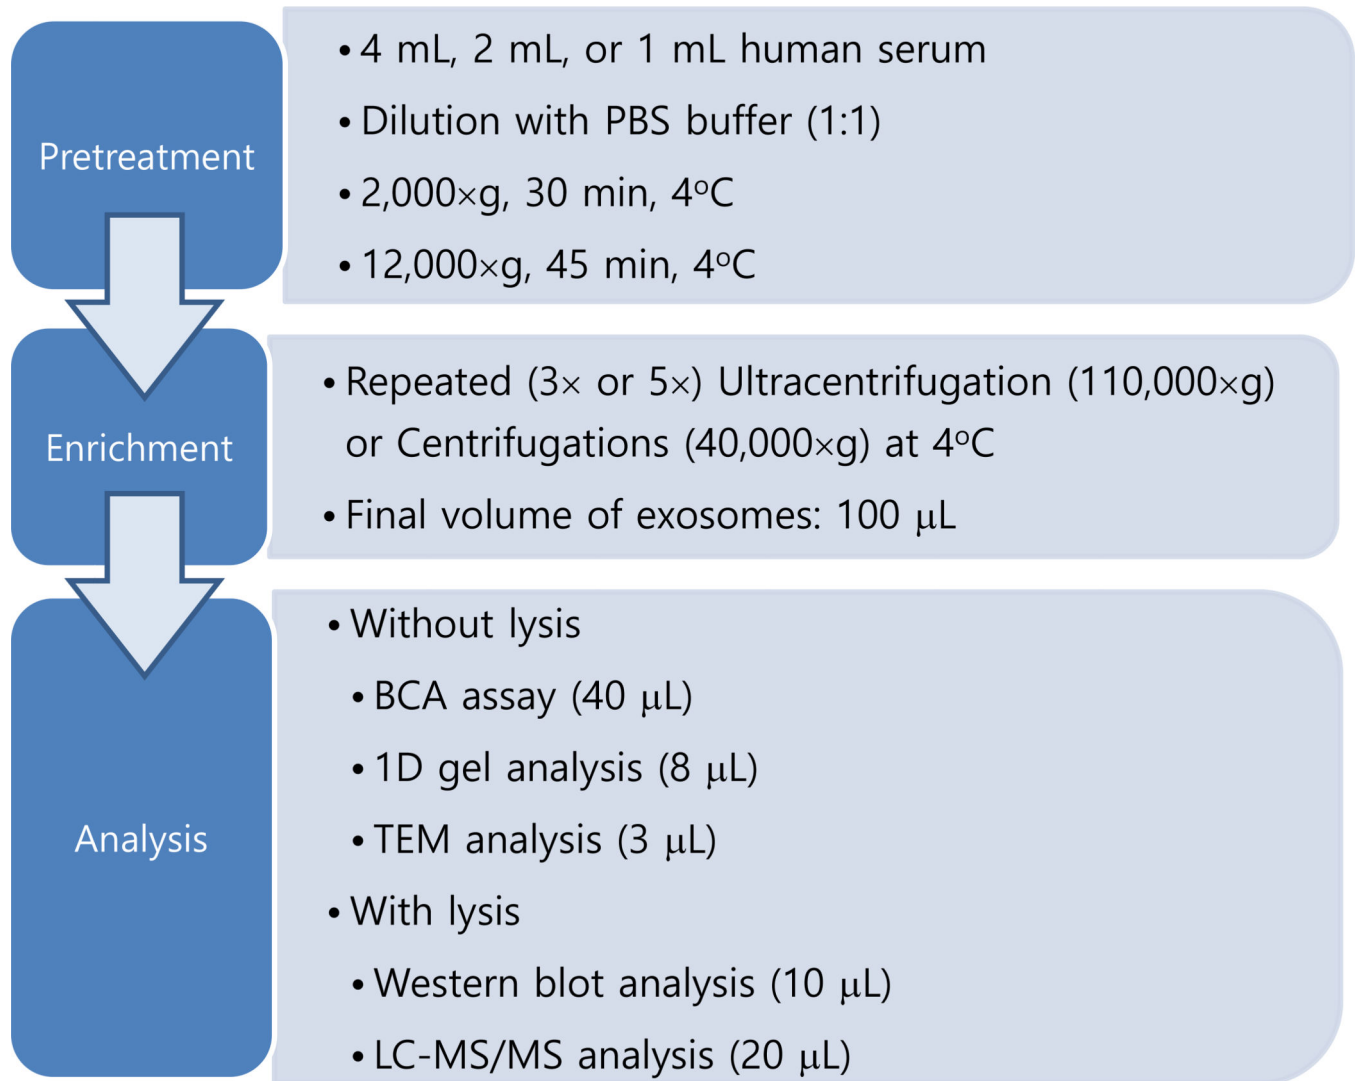 Pretreatment
• 4 mL, 2 mL, or 1 mL human serum
• Dilution with PBS buffer (1:1)
• 2,000×g, 30 min, 4°C
• 12,000×g, 45 min, 4°C
Enrichment
• Repeated (3× or 5×) Ultracentrifugation (110,000×g)
or Centrifugations (40,000×g) at 4°C
• Final volume of exosomes: 100 μL
Analysis
• Without lysis
• BCA assay (40 μL)
• 1D gel analysis (8 μL)
• TEM analysis (3 μL)
• With lysis
• Western blot analysis (10 μL)
• LC-MS/MS analysis (20 μL)